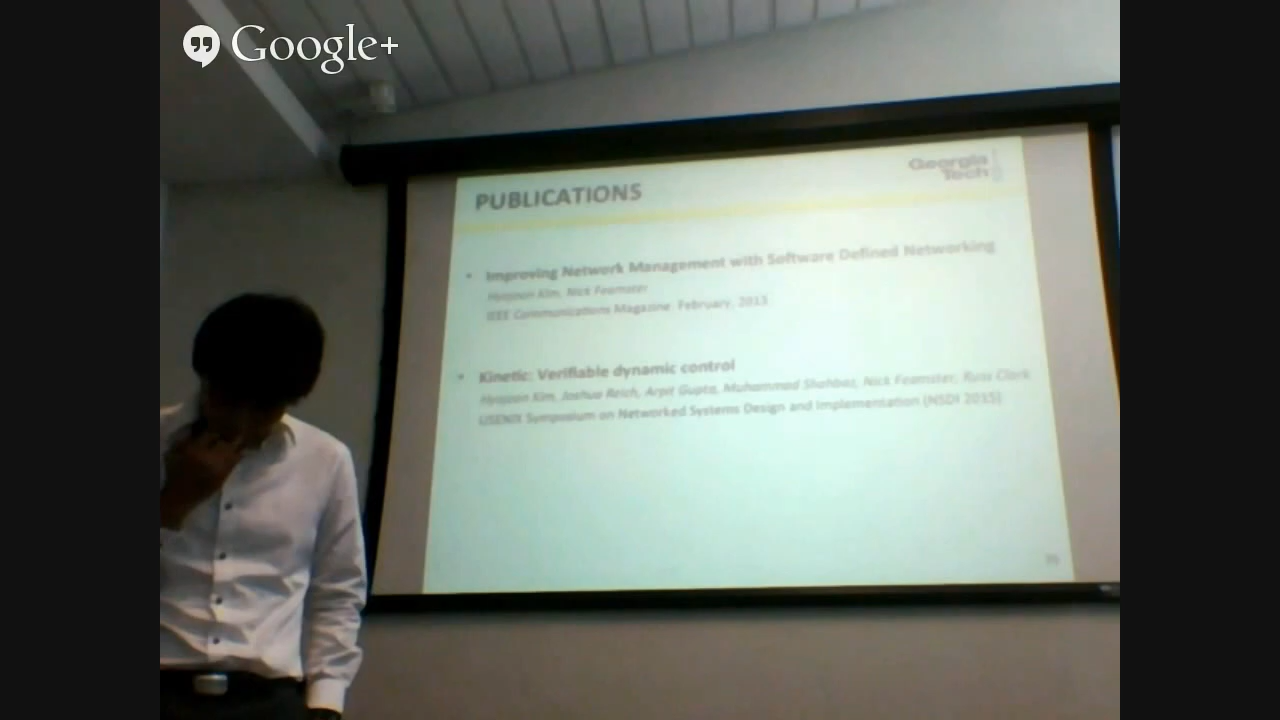 Google+
Georgia
Tech
PUBLICATIONS
• Improving Network Management with Software Defined Networking
Hyojoon Kim, Nick Feamster
IEEE Communications Magazine February, 2013
• Kinetic: Verifiable dynamic control
Hyojoon Kim, Joshua Reich, Arpit Gupta, Muhammad Shahbaz, Nick Feamster, Russ Clark
USENIX Symposium on Networked Systems Design and Implementation (NSDI 2015)